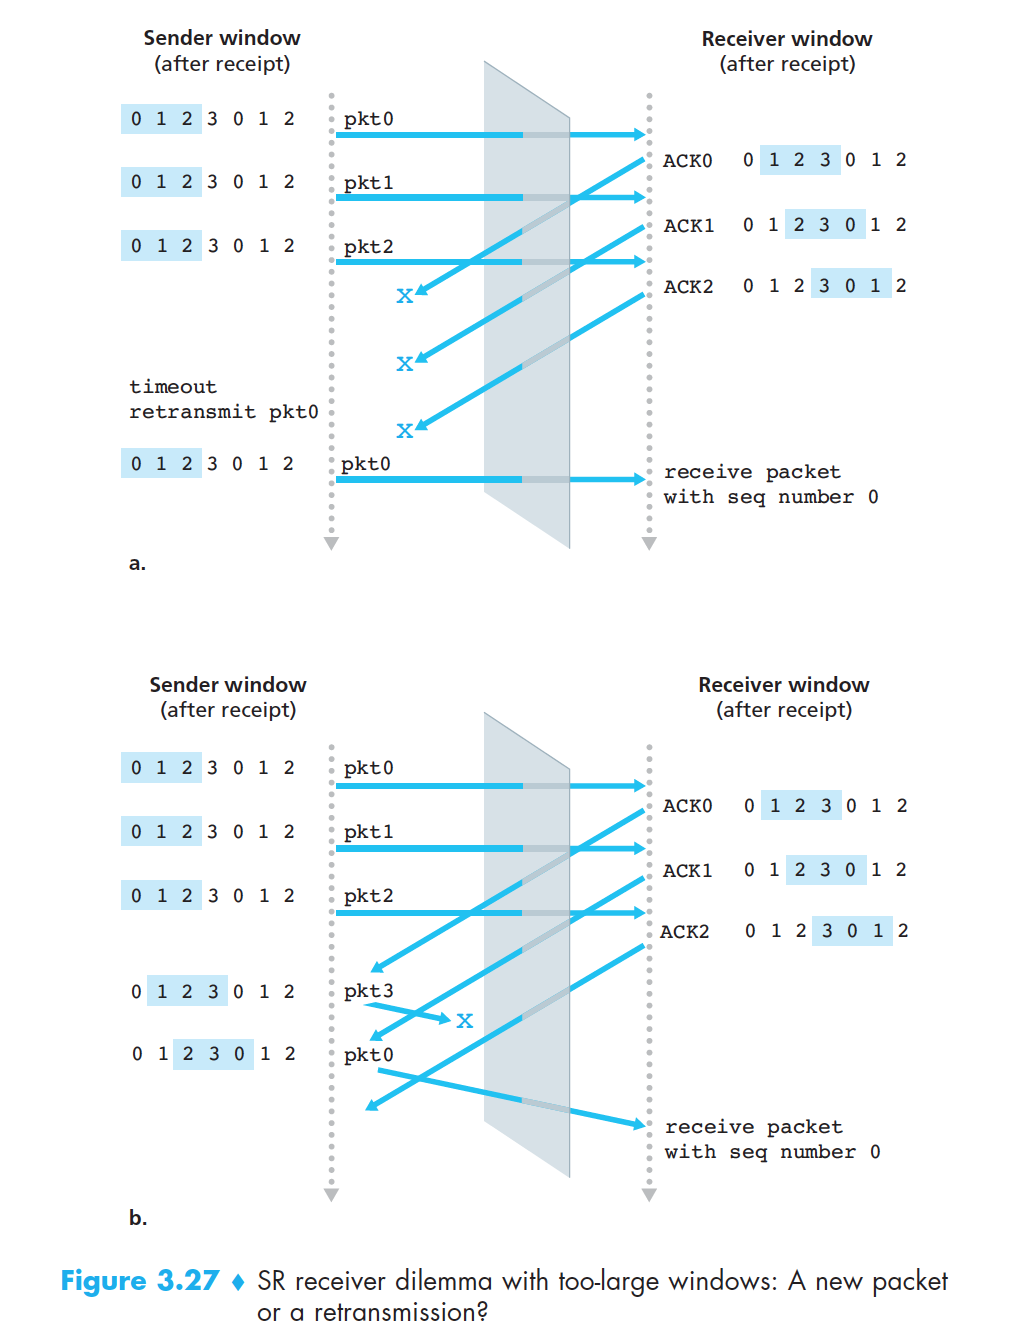 Sender window
(after receipt)
Receiver window
(after receipt)
0 1 2 3 0 1 2
pkt0
ACK0 0 1 2 3 0 1 2
0 1 2 3 0 1 2
pkt1
ACK1 0 1 2 3 0 1 2
0 1 2 3 0 1 2
pkt2
ACK2 0 1 2 3 0 1 2
x
x
timeout
retransmit pkt0
x
0 1 2 3 0 1 2
pkt0
receive packet
with seq number 0
a.
Sender window
(after receipt)
Receiver window
(after receipt)
0 1 2 3 0 1 2
pkt0
ACK0 0 1 2 3 0 1 2
0 1 2 3 0 1 2
pkt1
ACK1 0 1 2 3 0 1 2
0 1 2 3 0 1 2
pkt2
ACK2 0 1 2 3 0 1 2
0 1 2 3 0 1 2
pkt3
x
0 1 2 3 0 1 2
pkt0
receive packet
with seq number 0
b.
Figure 3.27 ♦ SR receiver dilemma with too-large windows: A new packet
or a retransmission?